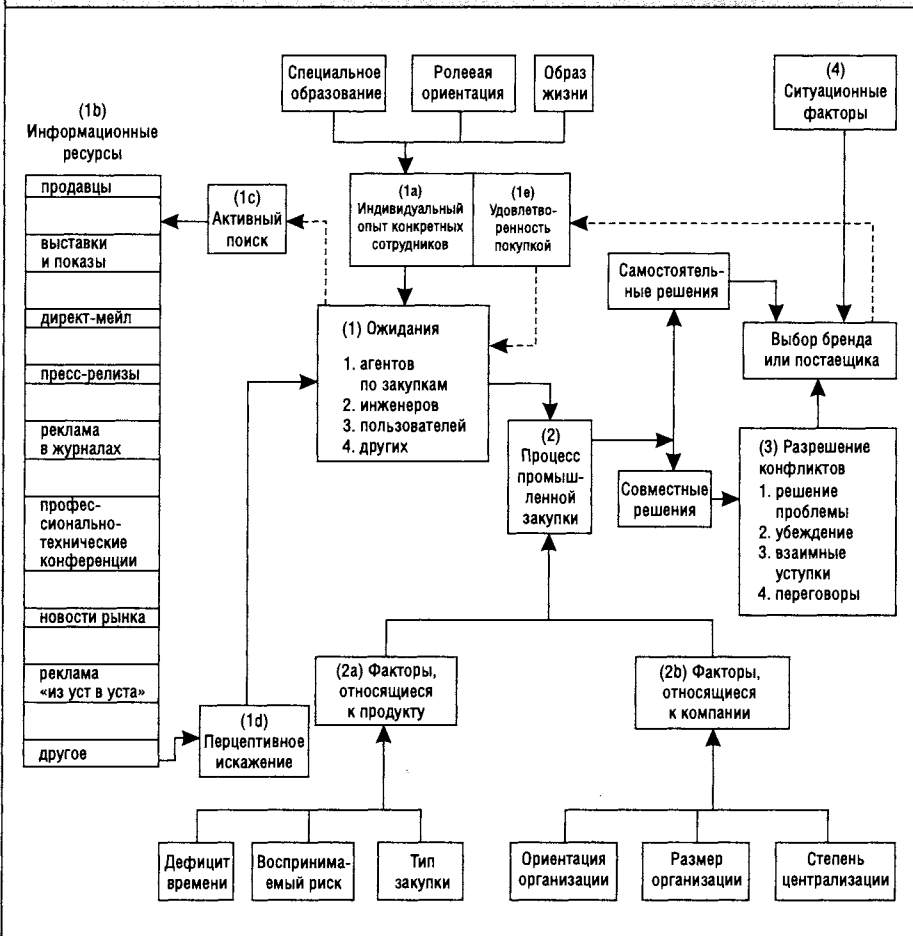 Специальное
образование
Ролееая
ориентация
Образ
жизни
(4)
Ситуационные
факторы
(1b)
Информационные
ресурсы
продавцы
выставки
и показы
директ-мейл
пресс-релизы
реклама
в журналах
профес-
сионально-
технические
конференции
новости рынка
реклама
«из уст в уста»
другое
(1c)
Активный
поиск
(1a)
Индивидуальный
опыт конкретных
сотрудников
(1e)
Удовлетво-
ренность
покупкой
(1) Ожидания
1. агентов
по закупкам
2. инженеров
3. пользователей
4. других
Самостоятель-
ные решения
Выбор бренда
или поставщика
(2)
Процесс
промыш-
ленной
закупки
Совместные
решения
(3) Разрешение
конфликтов
1. решение
проблемы
2. убеждение
3. взаимные
уступки
4. переговоры
(1d)
Перцептивное
искажение
(2a) Факторы,
относящиеся
к продукту
(2b) Факторы,
относящиеся
к компании
Дефицит
времени
Воспринима-
емый риск
Тип
закупки
Ориентация
организации
Размер
организации
Степень
централизации